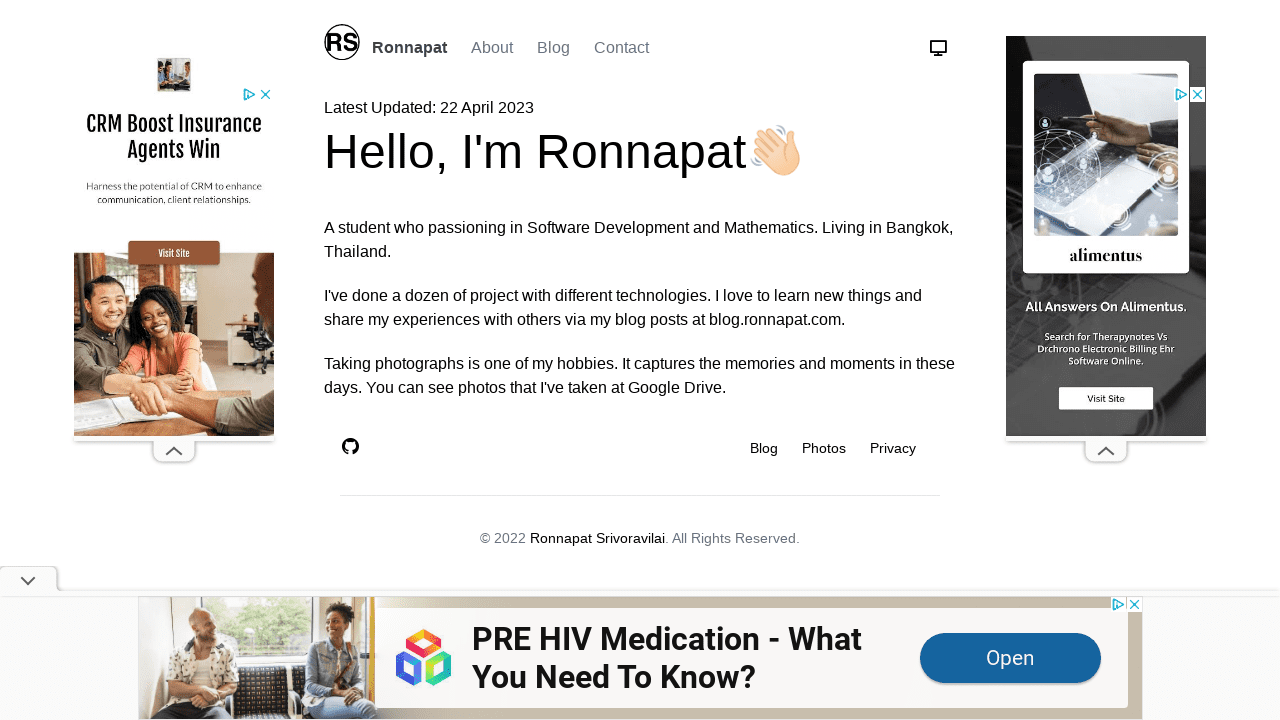 RS Ronnapat About Blog Contact
Latest Updated: 22 April 2023
Hello, I'm Ronnapat👋🏻
A student who passioning in Software Development and Mathematics. Living in Bangkok,
Thailand.
I've done a dozen of project with different technologies. I love to learn new things and
share my experiences with others via my blog posts at blog.ronnapat.com.
Taking photographs is one of my hobbies. It captures the memories and moments in these
days. You can see photos that I've taken at Google Drive.
Blog Photos Privacy
© 2022 Ronnapat Srivoravilai. All Rights Reserved.
CRM Boost Insurance
Agents Win
Harness the potential of CRM to enhance
communication, client relationships.
Visit Site
alimentus
All Answers On Alimentus.
Search for Therapynotes Vs
Drchrono Electronic Billing Ehr
Software Online.
Visit Site
PRE HIV Medication - What
You Need To Know?
Open